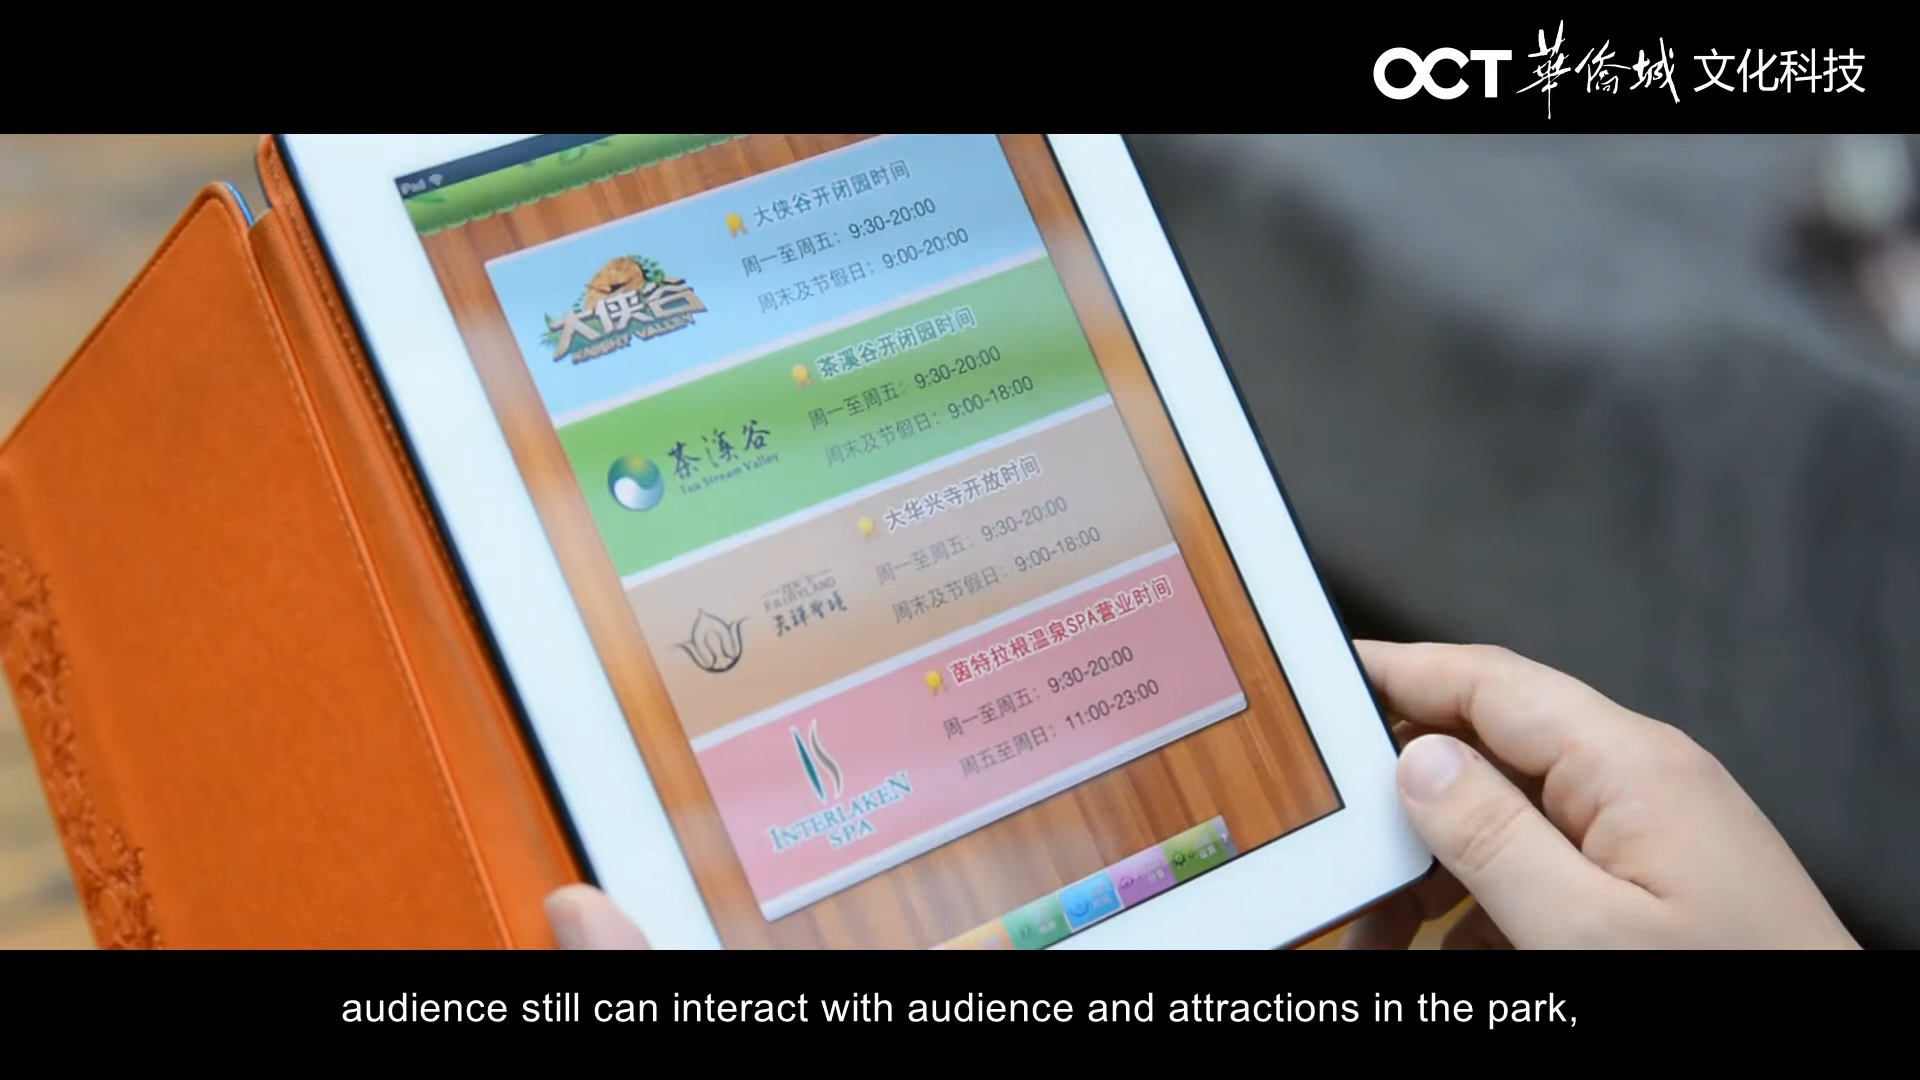 OCT 華僑城 文化科技
iPad
大侠谷开闭园时间
周一至周五：9:30-20:00
周末及节假日：9:00-20:00
大侠谷
KNIGHT VALLEY
茶溪谷开闭园时间
周一至周五：9:30-20:00
周末及节假日：9:00-18:00
茶溪谷
Tea Stream Valley
大华兴寺开放时间
周一至周五：9:30-20:00
周末及节假日：9:00-18:00
FAIRYLAND
茵特拉根温泉SPA营业时间
周一至周五：9:30-20:00
周五至周日：11:00-23:00
INTERLAKEN
SPA
audience still can interact with audience and attractions in the park,